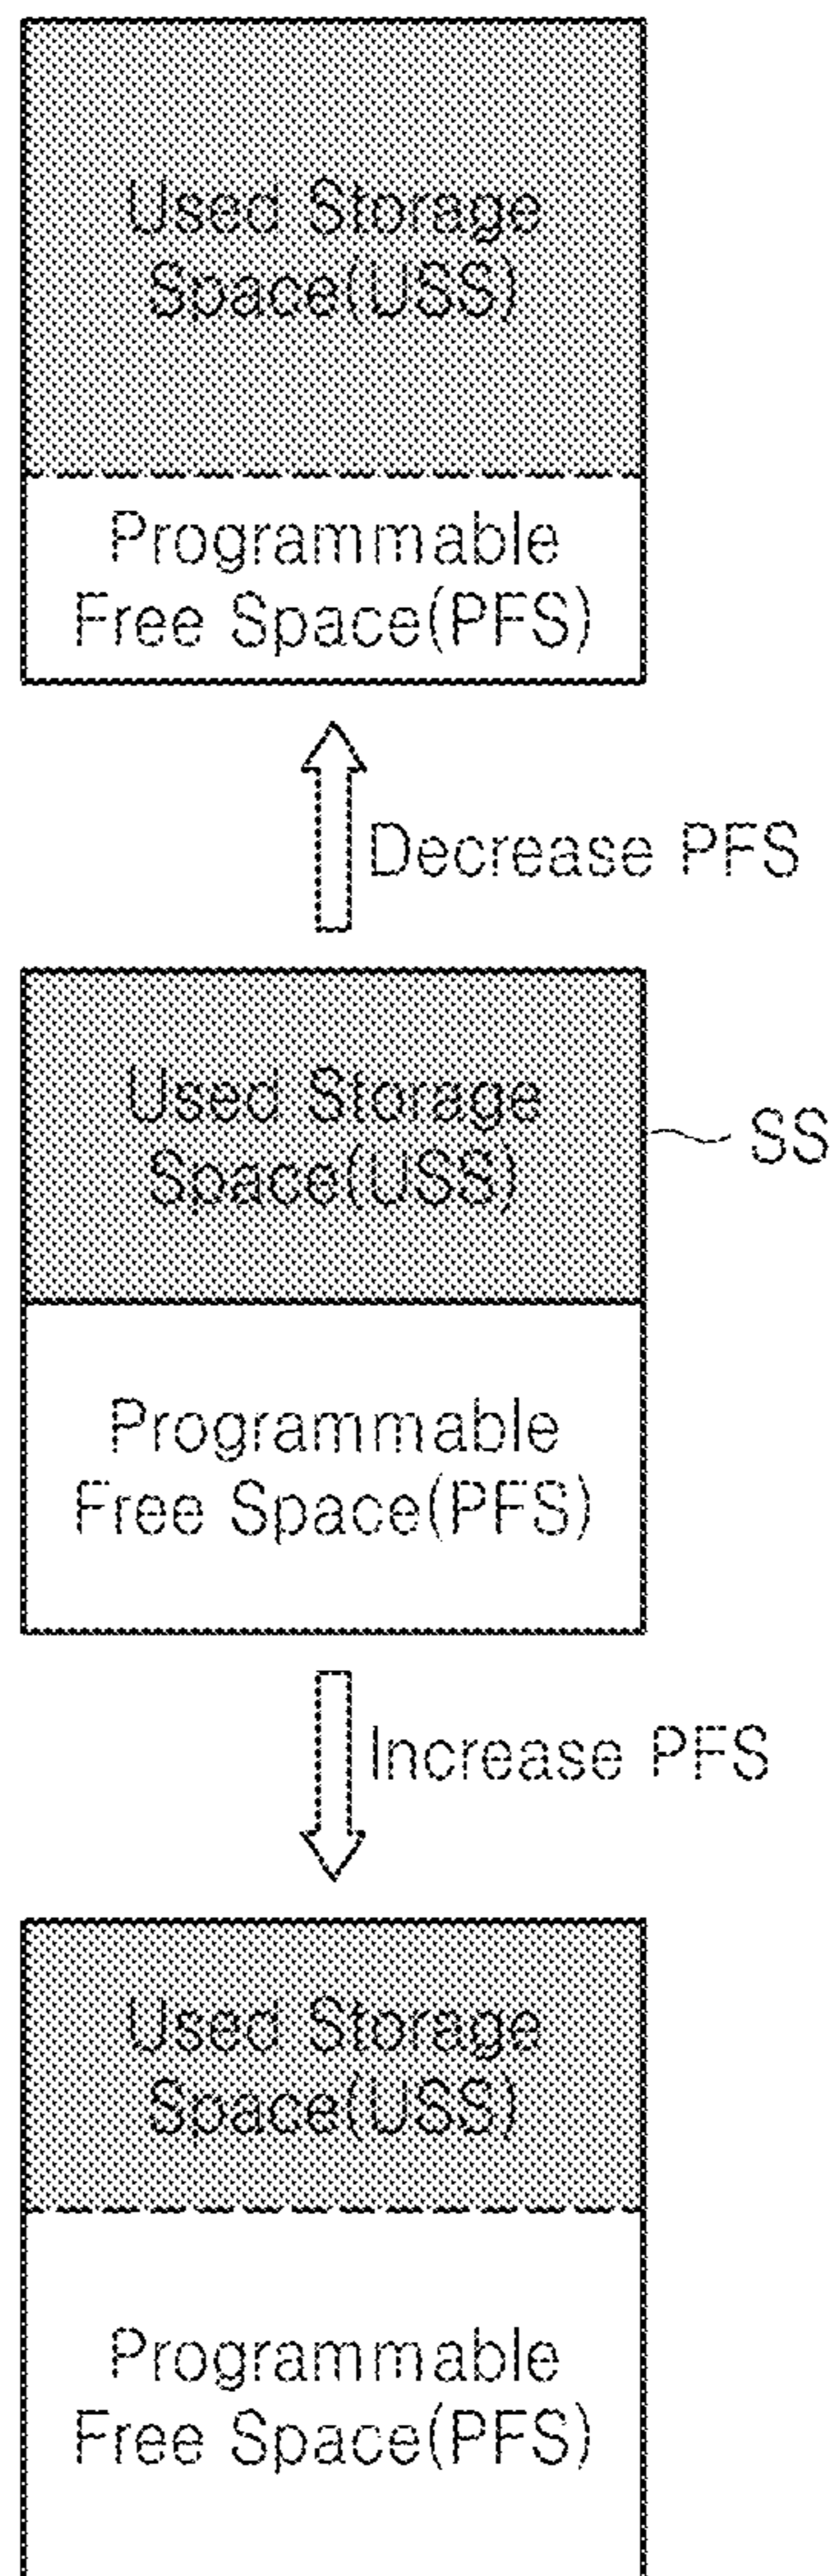 Used Storage
Space(USS)
Programmable
Free Space(PFS)
Decrease PFS
Used Storage
Space(USS)
SS
Programmable
Free Space(PFS)
Increase PFS
Used Storage
Space(USS)
Programmable
Free Space(PFS)